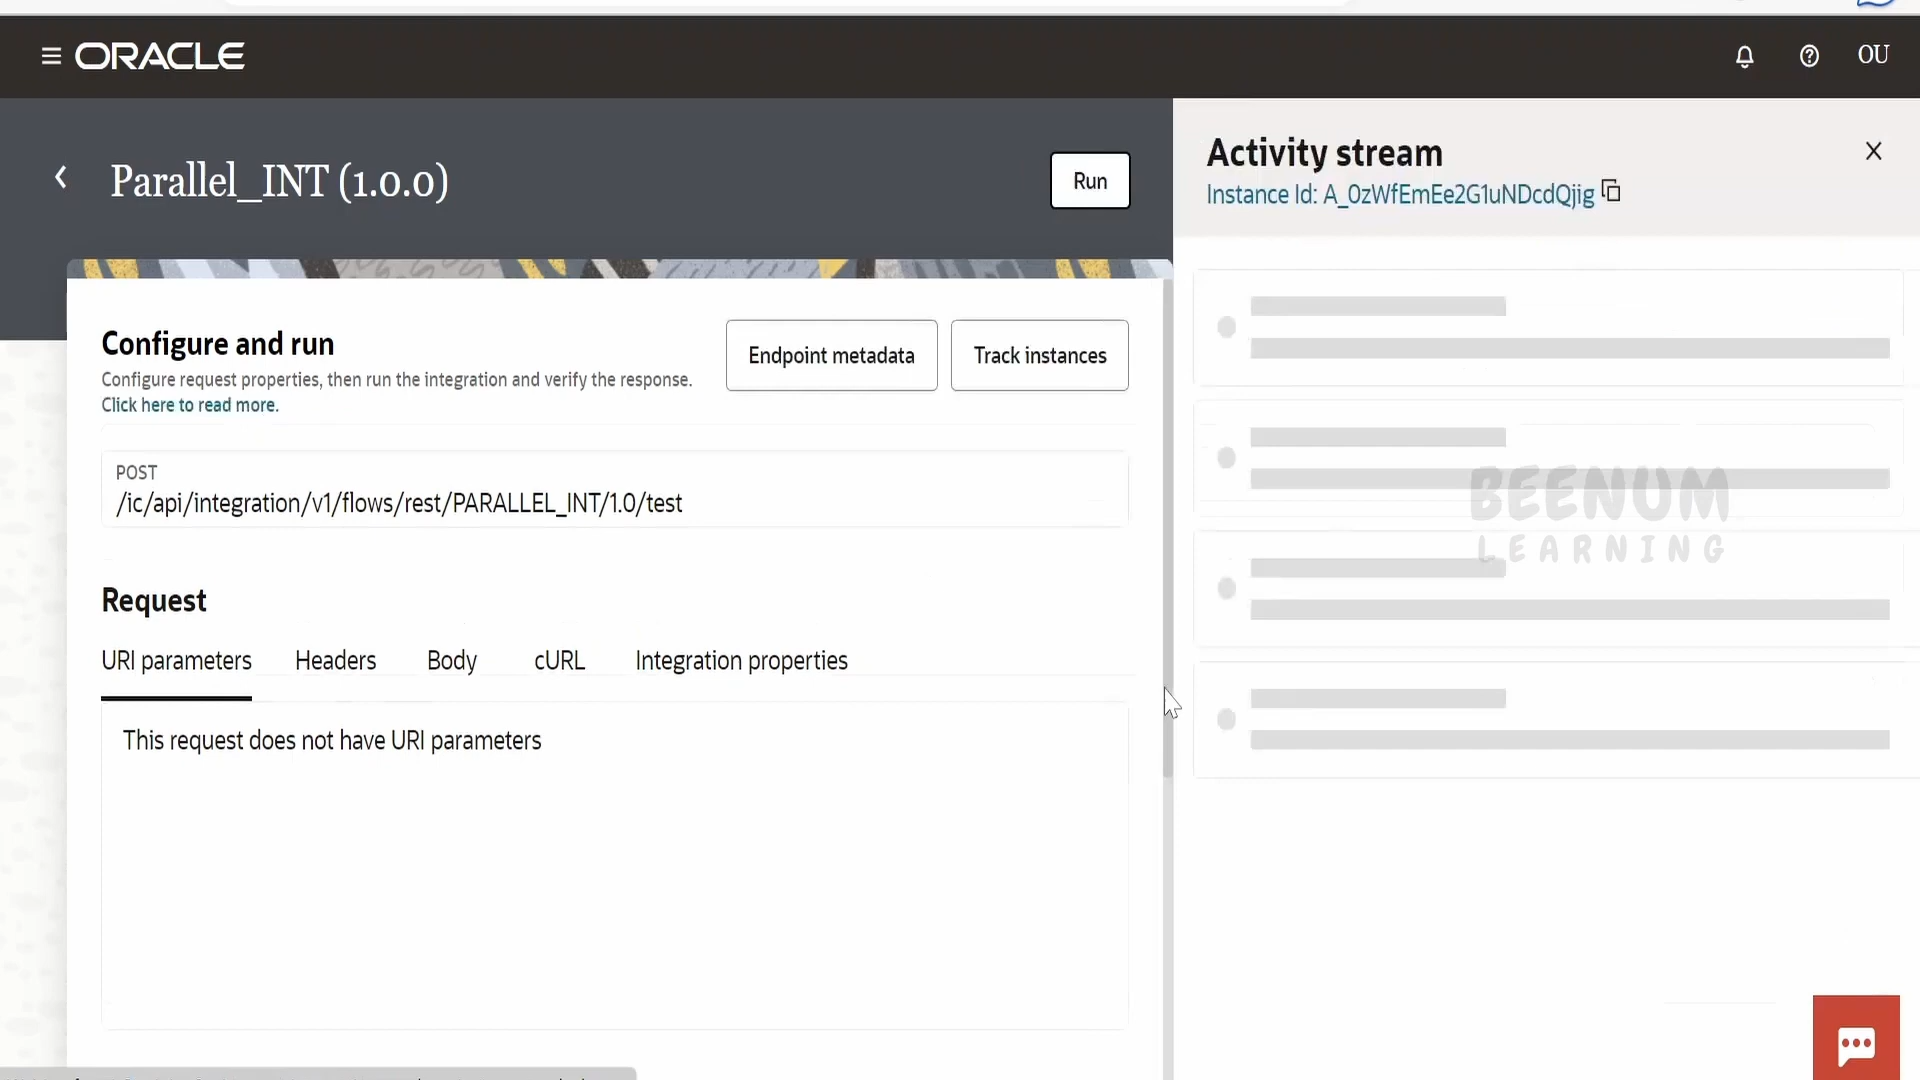 ORACLE
OU
Parallel_INT (1.0.0)
Run
Activity stream
Instance Id: A_0zWfEmEe2G1uNDcdQjig
Configure and run
Configure request properties, then run the integration and verify the response.
Click here to read more.
Endpoint metadata
Track instances
POST
/ic/api/integration/v1/flows/rest/PARALLEL_INT/1.0/test
BEENUM
LEARNING
Request
URI parameters
Headers
Body
cURL
Integration properties
This request does not have URI parameters